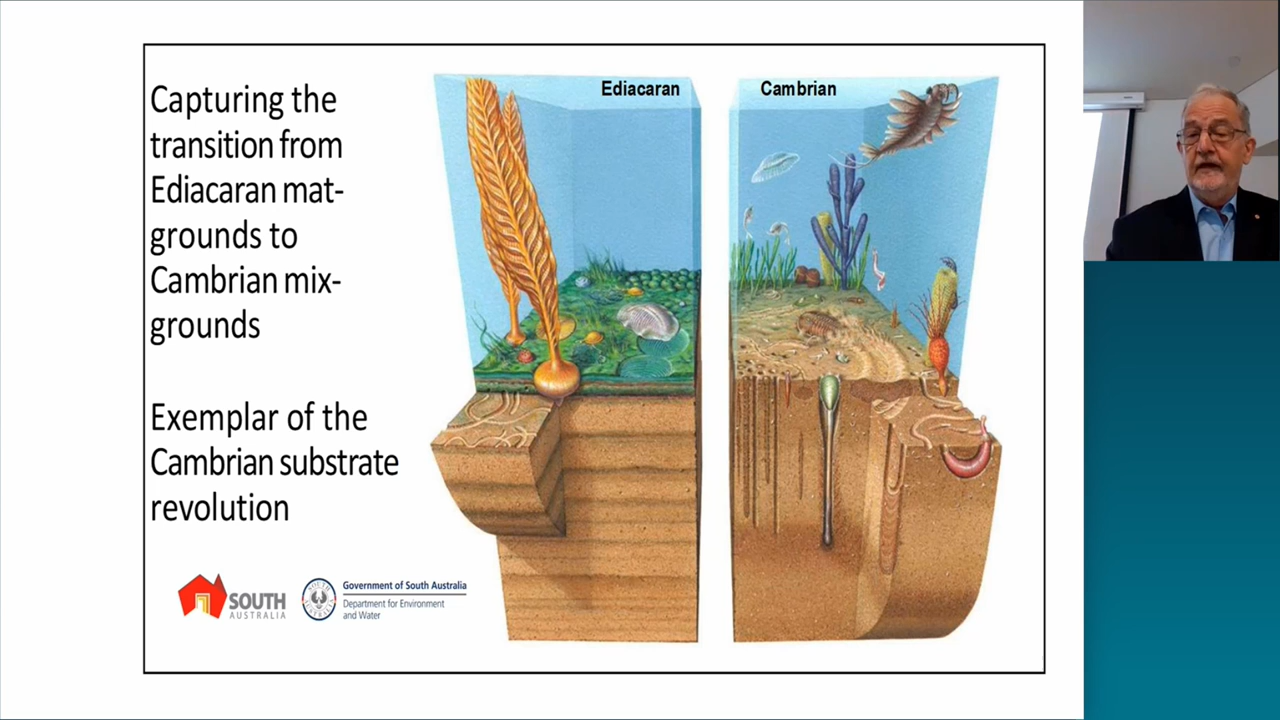 Capturing the
transition from
Ediacaran mat-
grounds to
Cambrian mix-
grounds
Exemplar of the
Cambrian substrate
revolution
Ediacaran
Cambrian
SOUTH
AUSTRALIA
Government of South Australia
Department for Environment
and Water